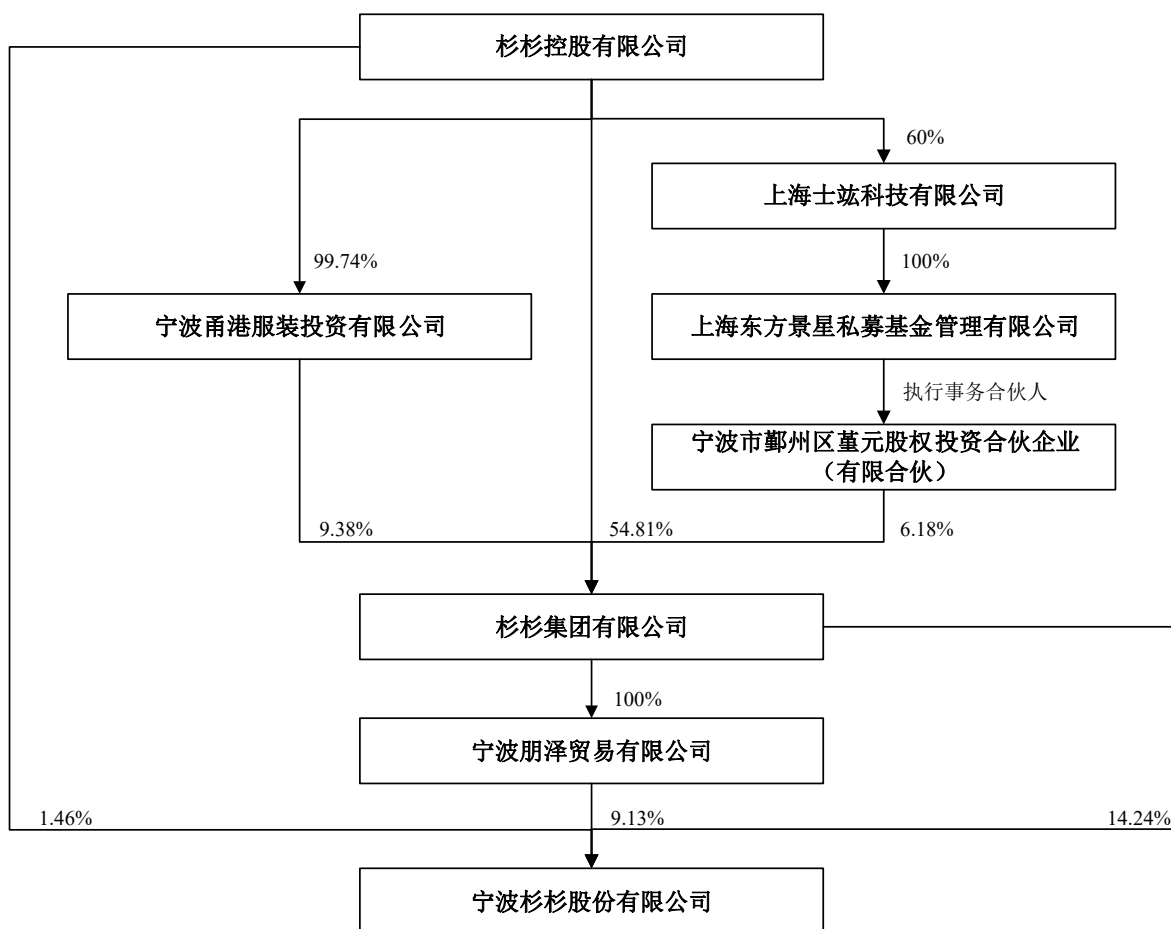 杉杉控股有限公司
60%
上海士竑科技有限公司
99.74%
100%
宁波甬港服装投资有限公司
上海东方景星私募基金管理有限公司
执行事务合伙人
宁波市鄞州区堇元股权投资合伙企业
（有限合伙）
9.38%
54.81%
6.18%
杉杉集团有限公司
100%
宁波朋泽贸易有限公司
1.46%
9.13%
14.24%
宁波杉杉股份有限公司